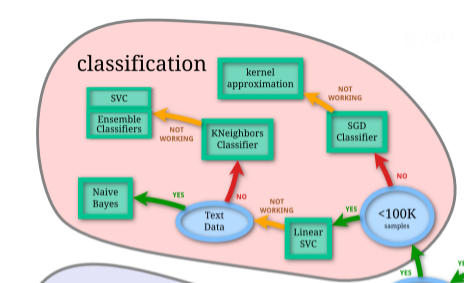 classification
kernel
approximation
NOT
WORKING
SVC
Ensemble
Classifiers
NOT
WORKING
KNeighbors
Classifier
SGD
Classifier
NO
Naive
Bayes
YES
NO
Text
Data
NOT
WORKING
Linear
SVC
YES
<100K
samples
YES